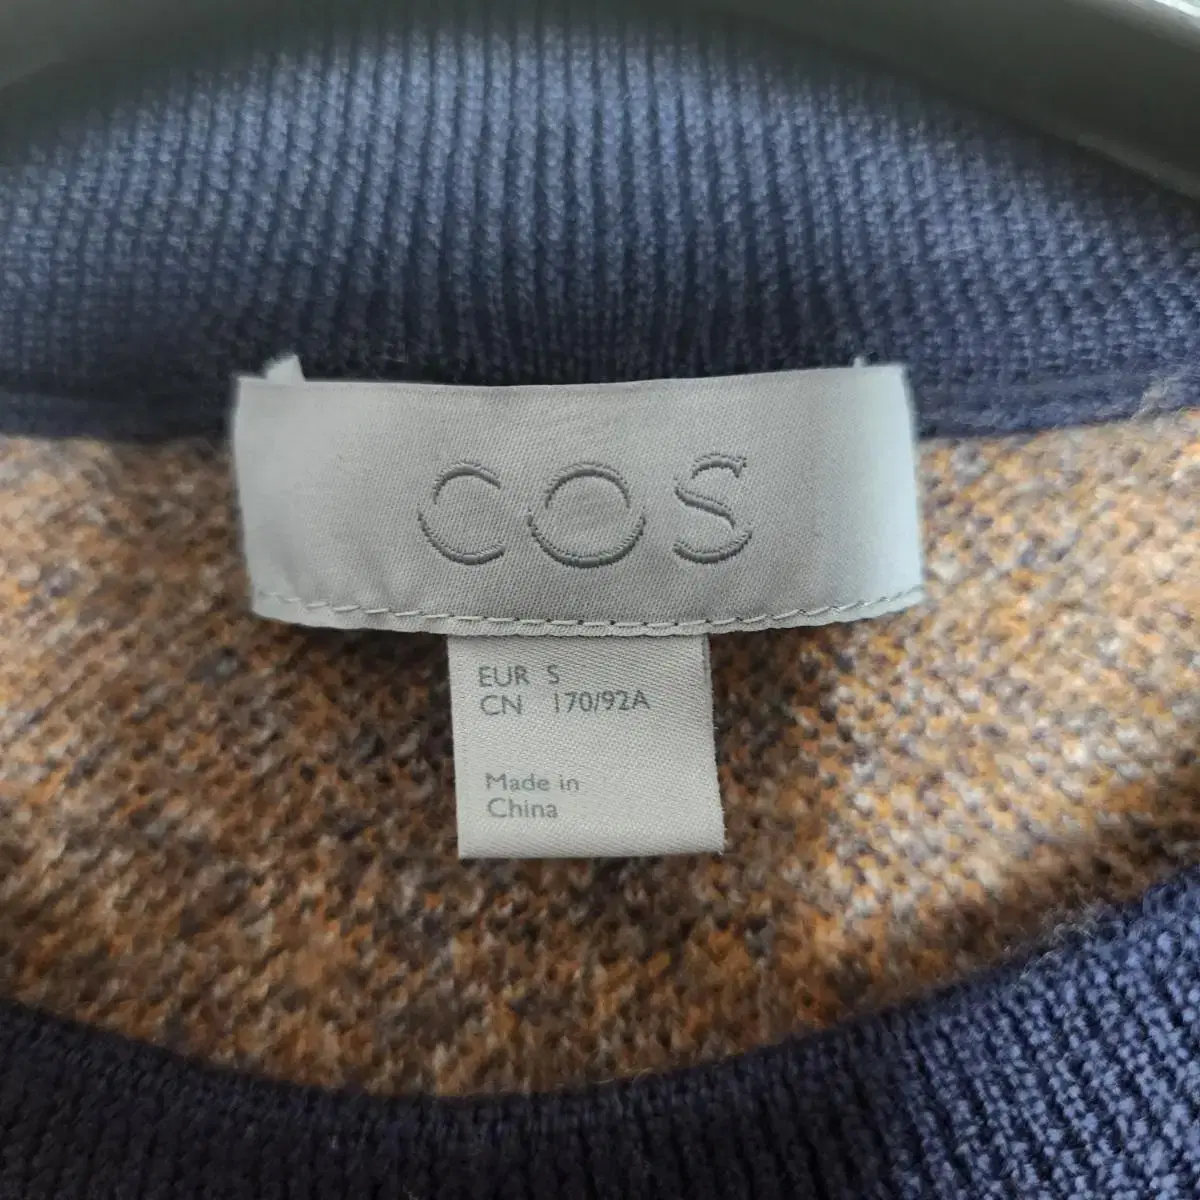 COS
EUR S
CN 170/92A
Made in
China